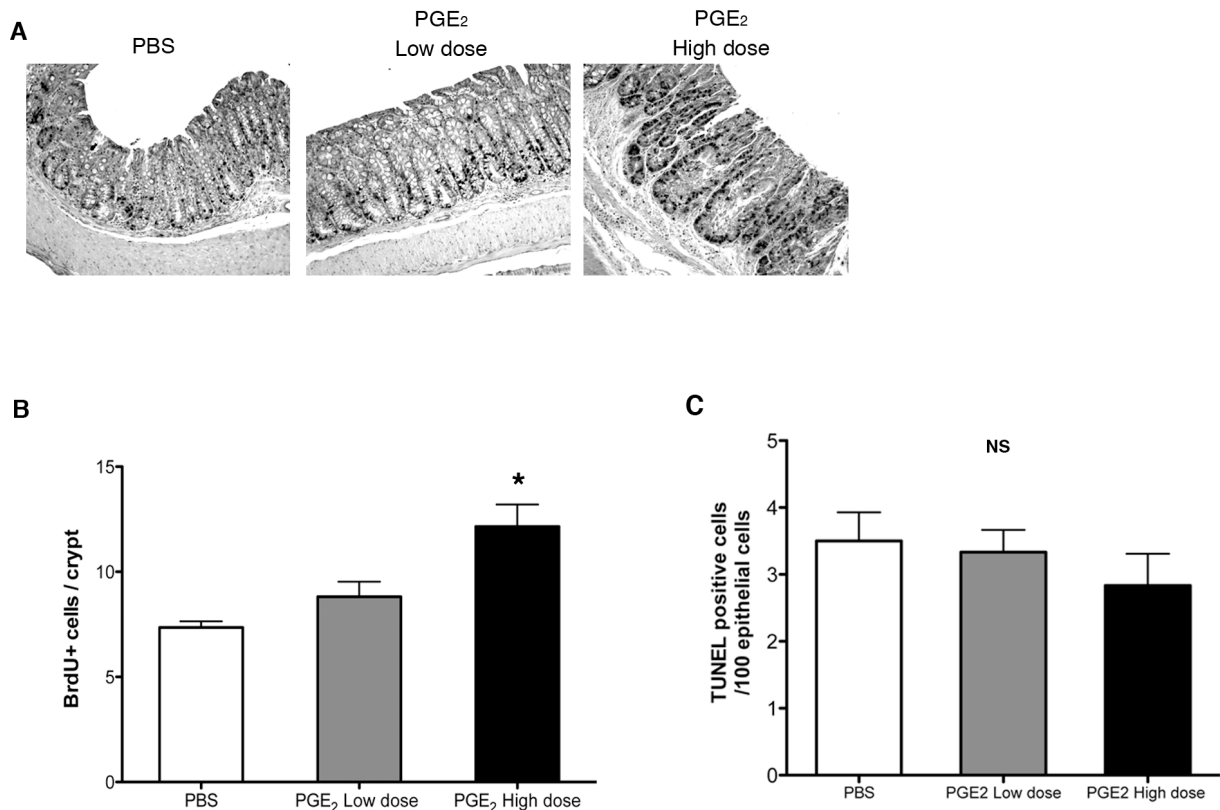 A
PBS
PGE2
Low dose
PGE2
High dose
B
BrdU+ cells / crypt
15
10
5
0
*
PBS
PGE2 Low dose
PGE2 High dose
C
TUNEL positive cells
/100 epithelial cells
5
4
3
2
1
0
NS
PBS
PGE2 Low dose
PGE2 High dose